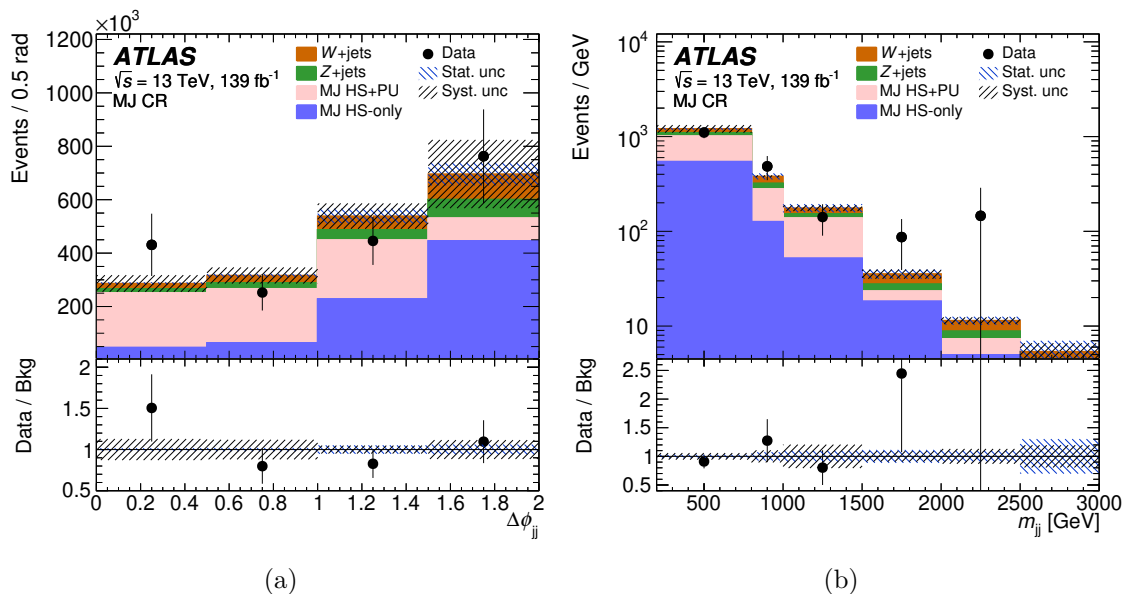 ×10³
1200
1000
800
600
400
200
Events / 0.5 rad
ATLAS
√s = 13 TeV, 139 fb⁻¹
MJ CR
W+jets
Z+jets
MJ HS+PU
MJ HS-only
Data
Stat. unc
Syst. unc
2
1.5
1
0.5
Data / Bkg
0 0.2 0.4 0.6 0.8 1 1.2 1.4 1.6 1.8 2
Δϕjj
(a)
10⁴
10³
10²
10
Events / GeV
ATLAS
√s = 13 TeV, 139 fb⁻¹
MJ CR
W+jets
Z+jets
MJ HS+PU
MJ HS-only
Data
Stat. unc
Syst. unc
2.5
2
1.5
1
0.5
Data / Bkg
500 1000 1500 2000 2500 3000
mjj [GeV]
(b)